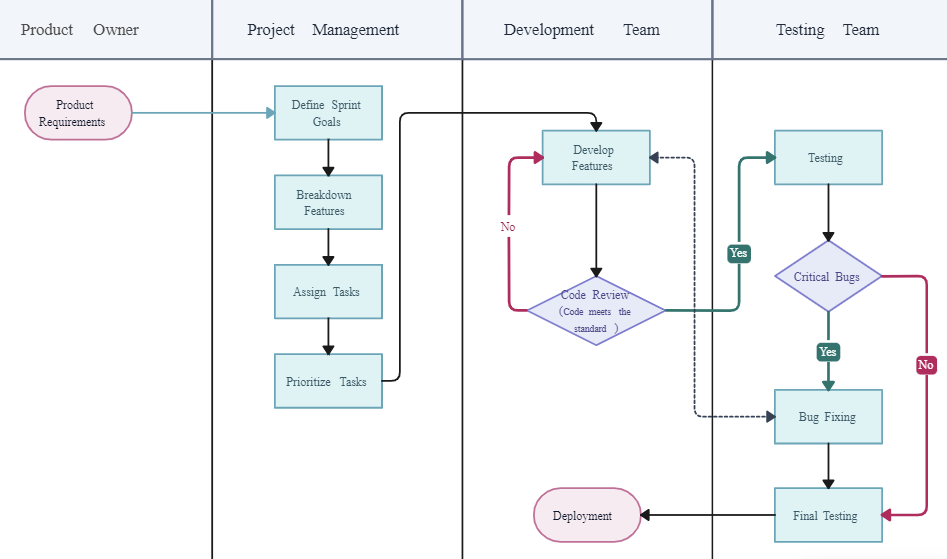 Product Owner
Project Management
Development Team
Testing Team
Product
Requirements
Define Sprint
Goals
Breakdown
Features
Assign Tasks
Prioritize Tasks
Develop
Features
No
Code Review
(Code meets the
standard )
Yes
Testing
Critical Bugs
Yes
No
Bug Fixing
Final Testing
Deployment